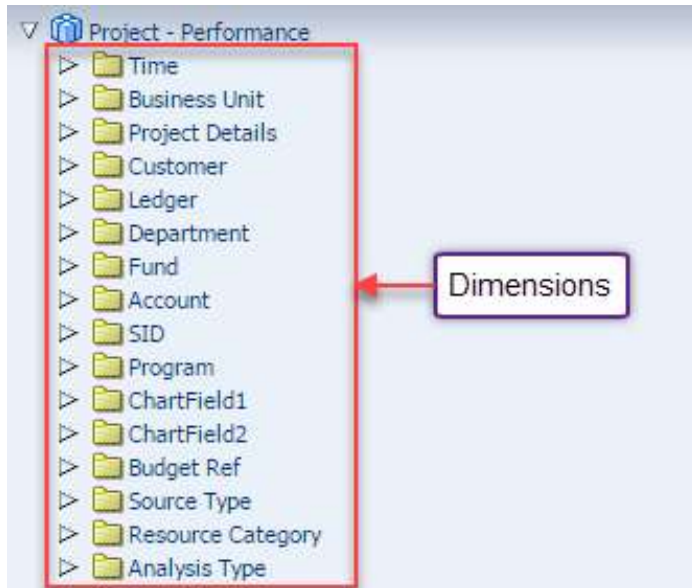 Project - Performance
Time
Business Unit
Project Details
Customer
Ledger
Department
Fund
Dimensions
Account
SID
Program
ChartField1
ChartField2
Budget Ref
Source Type
Resource Category
Analysis Type